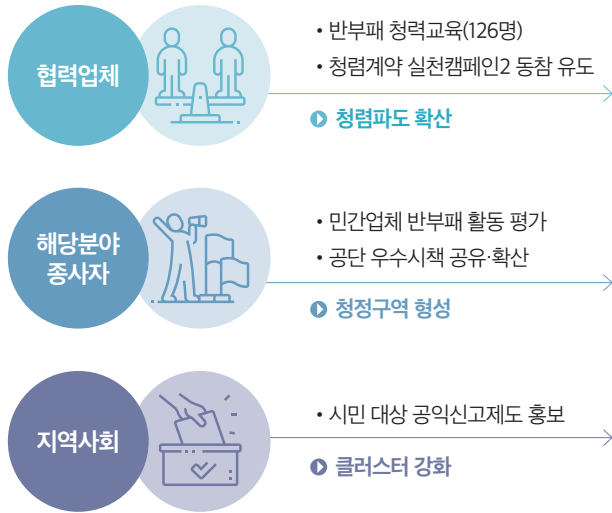 협력업체
• 반부패 청력교육(126명)
• 청렴계약 실천캠페인2 동참 유도
청렴파도 확산
해당분야
종사자
• 민간업체 반부패 활동 평가
• 공단 우수시책 공유·확산
청정구역 형성
지역사회
• 시민 대상 공익신고제도 홍보
클러스터 강화